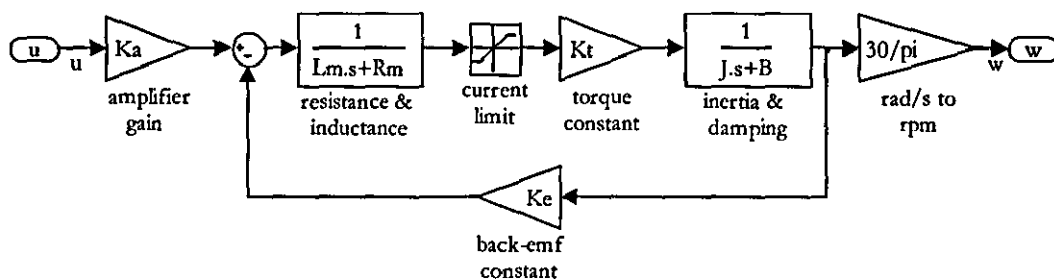 u
u
Ka
amplifier
gain
+
-
1
Lm.s+Rm
resistance &
inductance
current
limit
Kt
torque
constant
1
J.s+B
inertia &
damping
30/pi
rad/s to
rpm
w
w
Ke
back-emf
constant